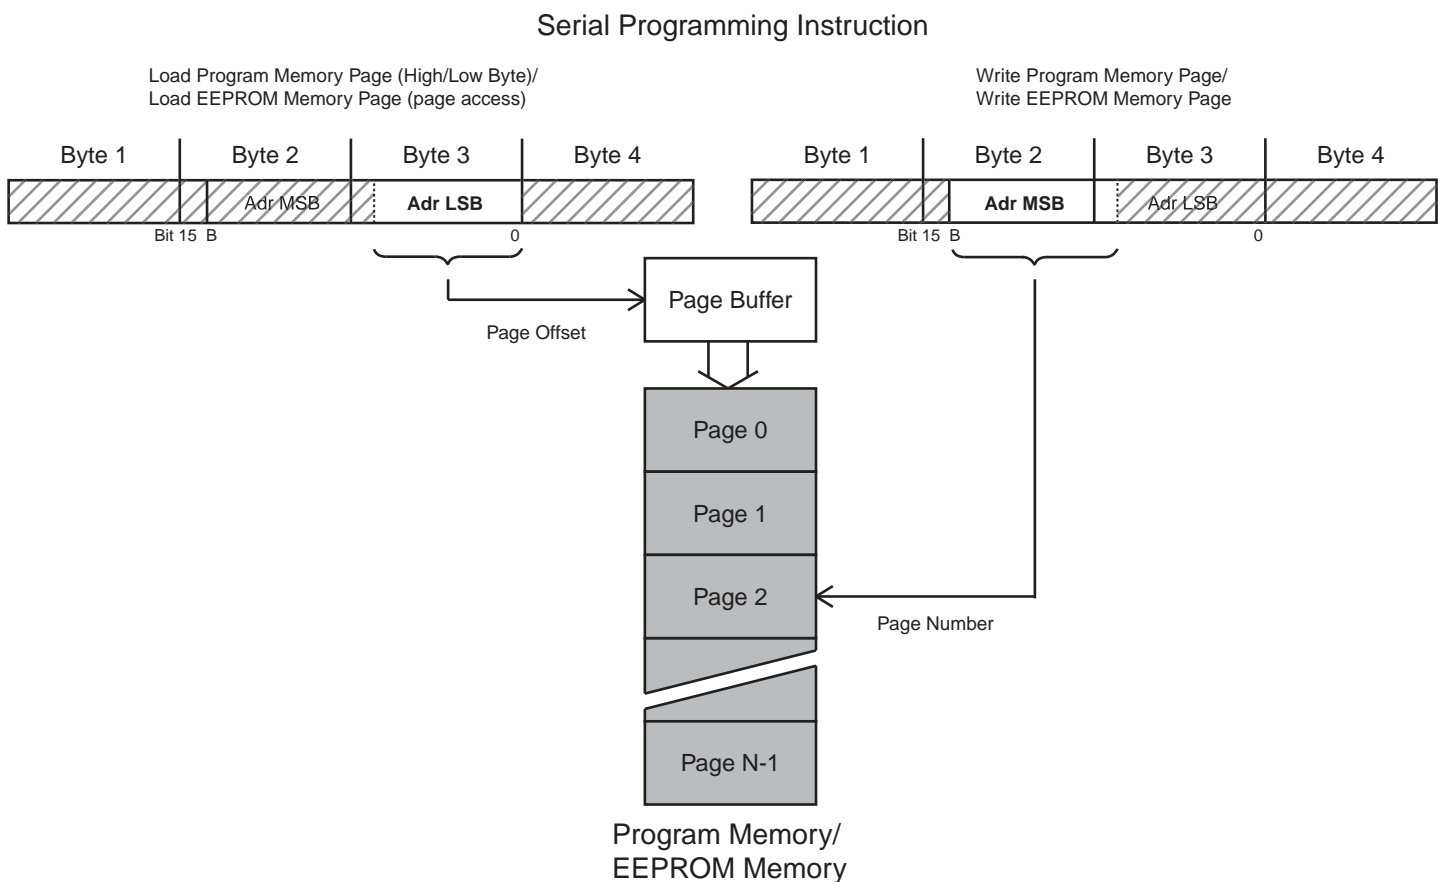 Serial Programming Instruction
Load Program Memory Page (High/Low Byte)/
Load EEPROM Memory Page (page access)
Byte 1 Byte 2 Byte 3 Byte 4
Adr MSB Adr LSB
Bit 15 B 0
Write Program Memory Page/
Write EEPROM Memory Page
Byte 1 Byte 2 Byte 3 Byte 4
Adr MSB Adr LSB
Bit 15 B 0
Page Buffer
Page Offset
Page 0
Page 1
Page 2
Page Number
Page N-1
Program Memory/
EEPROM Memory